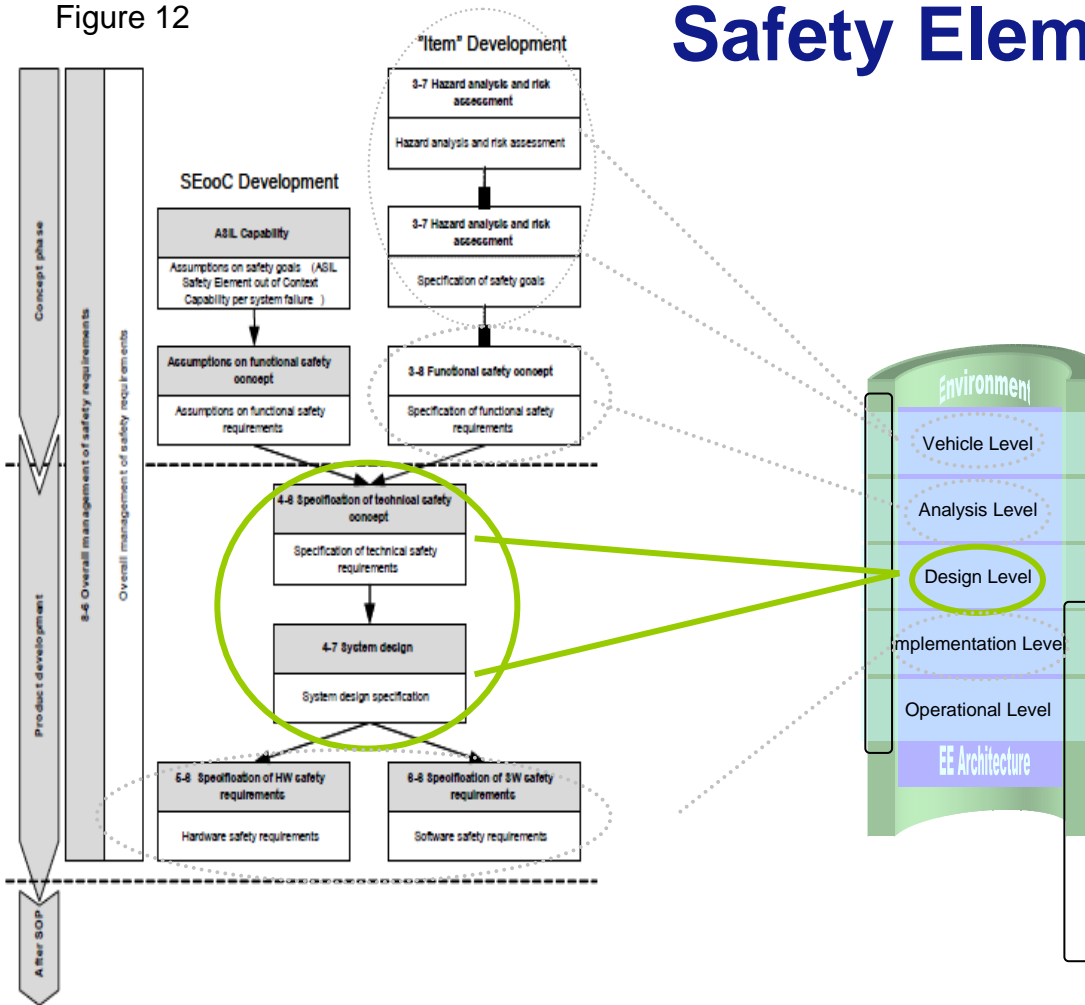 Figure 12
Safety Elem
"Item" Development
3-7 Hazard analysis and risk
assessment
Hazard analysis and risk assessment
SEooC Development
ASIL Capability
Assumptions on safety goals (ASIL
Safety Element out of Context
Capability per system failure )
3-7 Hazard analysis and risk
assessment
Specification of safety goals
Assumptions on functional safety
concept
Assumptions on functional safety
requirements
3-8 Functional safety concept
Specification of functional safety
requirements
Concept phase
Product development
After SOP
8-6 Overall management of safety requirements
Overall management of safety requirements
4-6 Specification of technical safety
concept
Specification of technical safety
requirements
4-7 System design
System design specification
5-6 Specification of HW safety
requirements
Hardware safety requirements
6-6 Specification of SW safety
requirements
Software safety requirements
Environment
Vehicle Level
Analysis Level
Design Level
mplementation Leve
Operational Level
EE Architecture